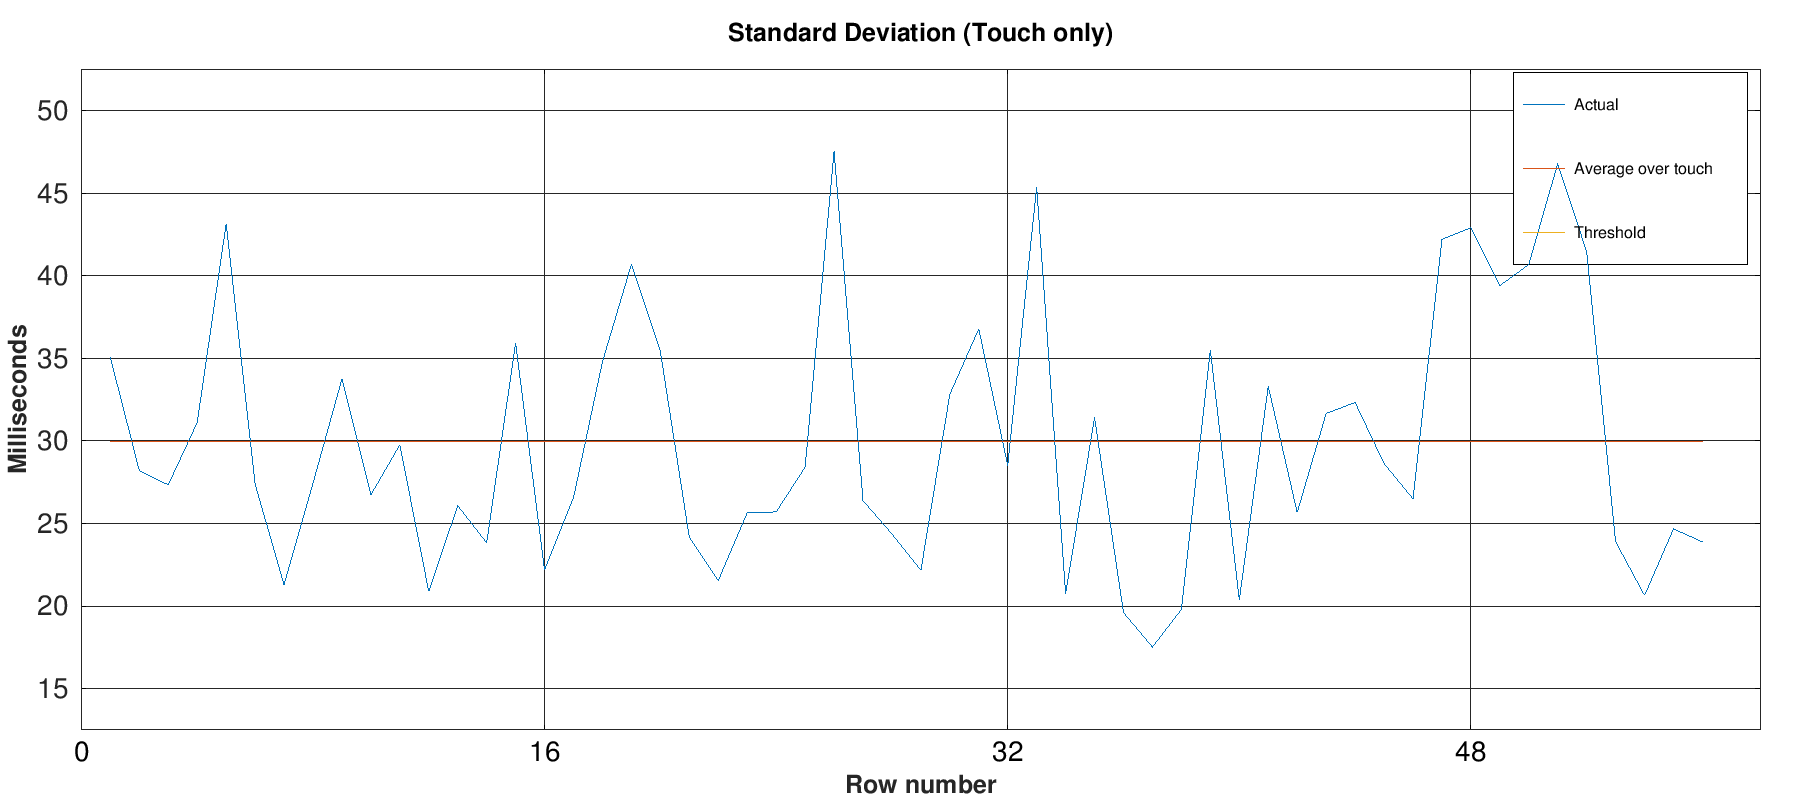 Standard Deviation (Touch only)
Actual
Average over touch
Threshold
50
45
40
35
30
25
20
15
Milliseconds
0 16 32 48
Row number